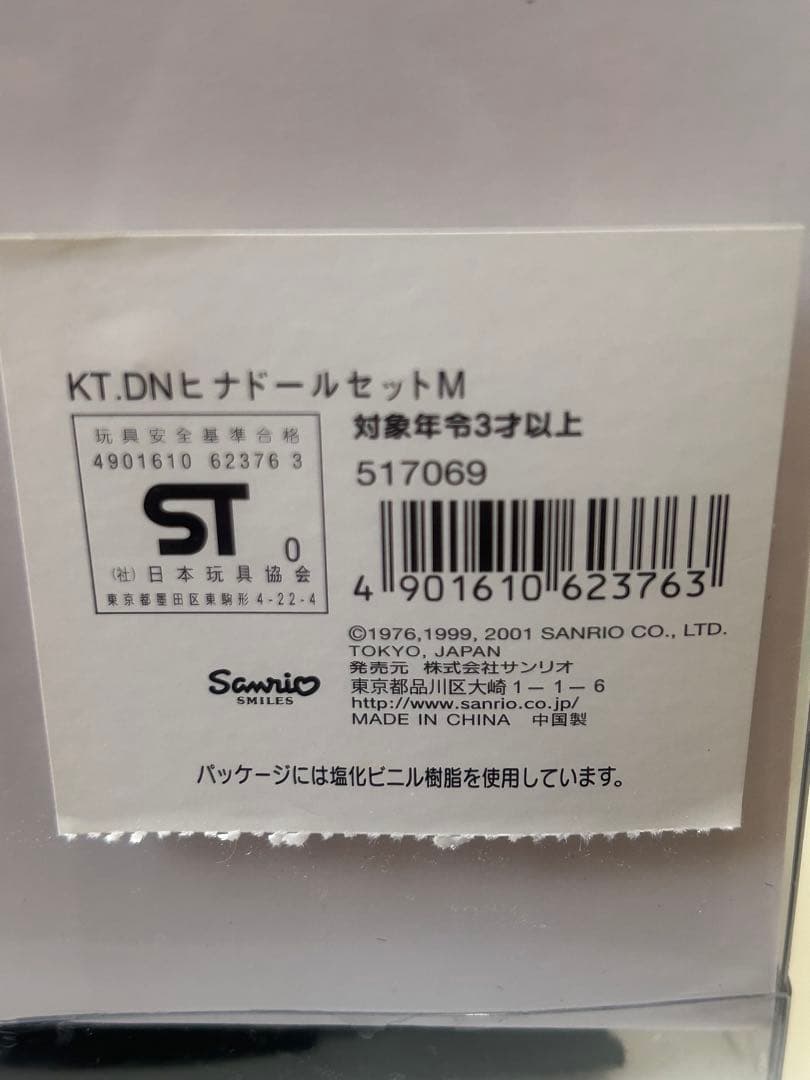 KT.DNヒナドールセットM
玩具安全基準合格
4901610 62376 3
ST 0
(社)日本玩具協会
東京都墨田区東駒形4-22-4
対象年令3才以上
517069
4 901610 623763
©1976,1999, 2001 SANRIO CO., LTD.
TOKYO, JAPAN
発売元 株式会社サンリオ
東京都品川区大崎1-1-6
http://www.sanrio.co.jp/
MADE IN CHINA 中国製
Sanrio
SMILES
パッケージには塩化ビニル樹脂を使用しています。